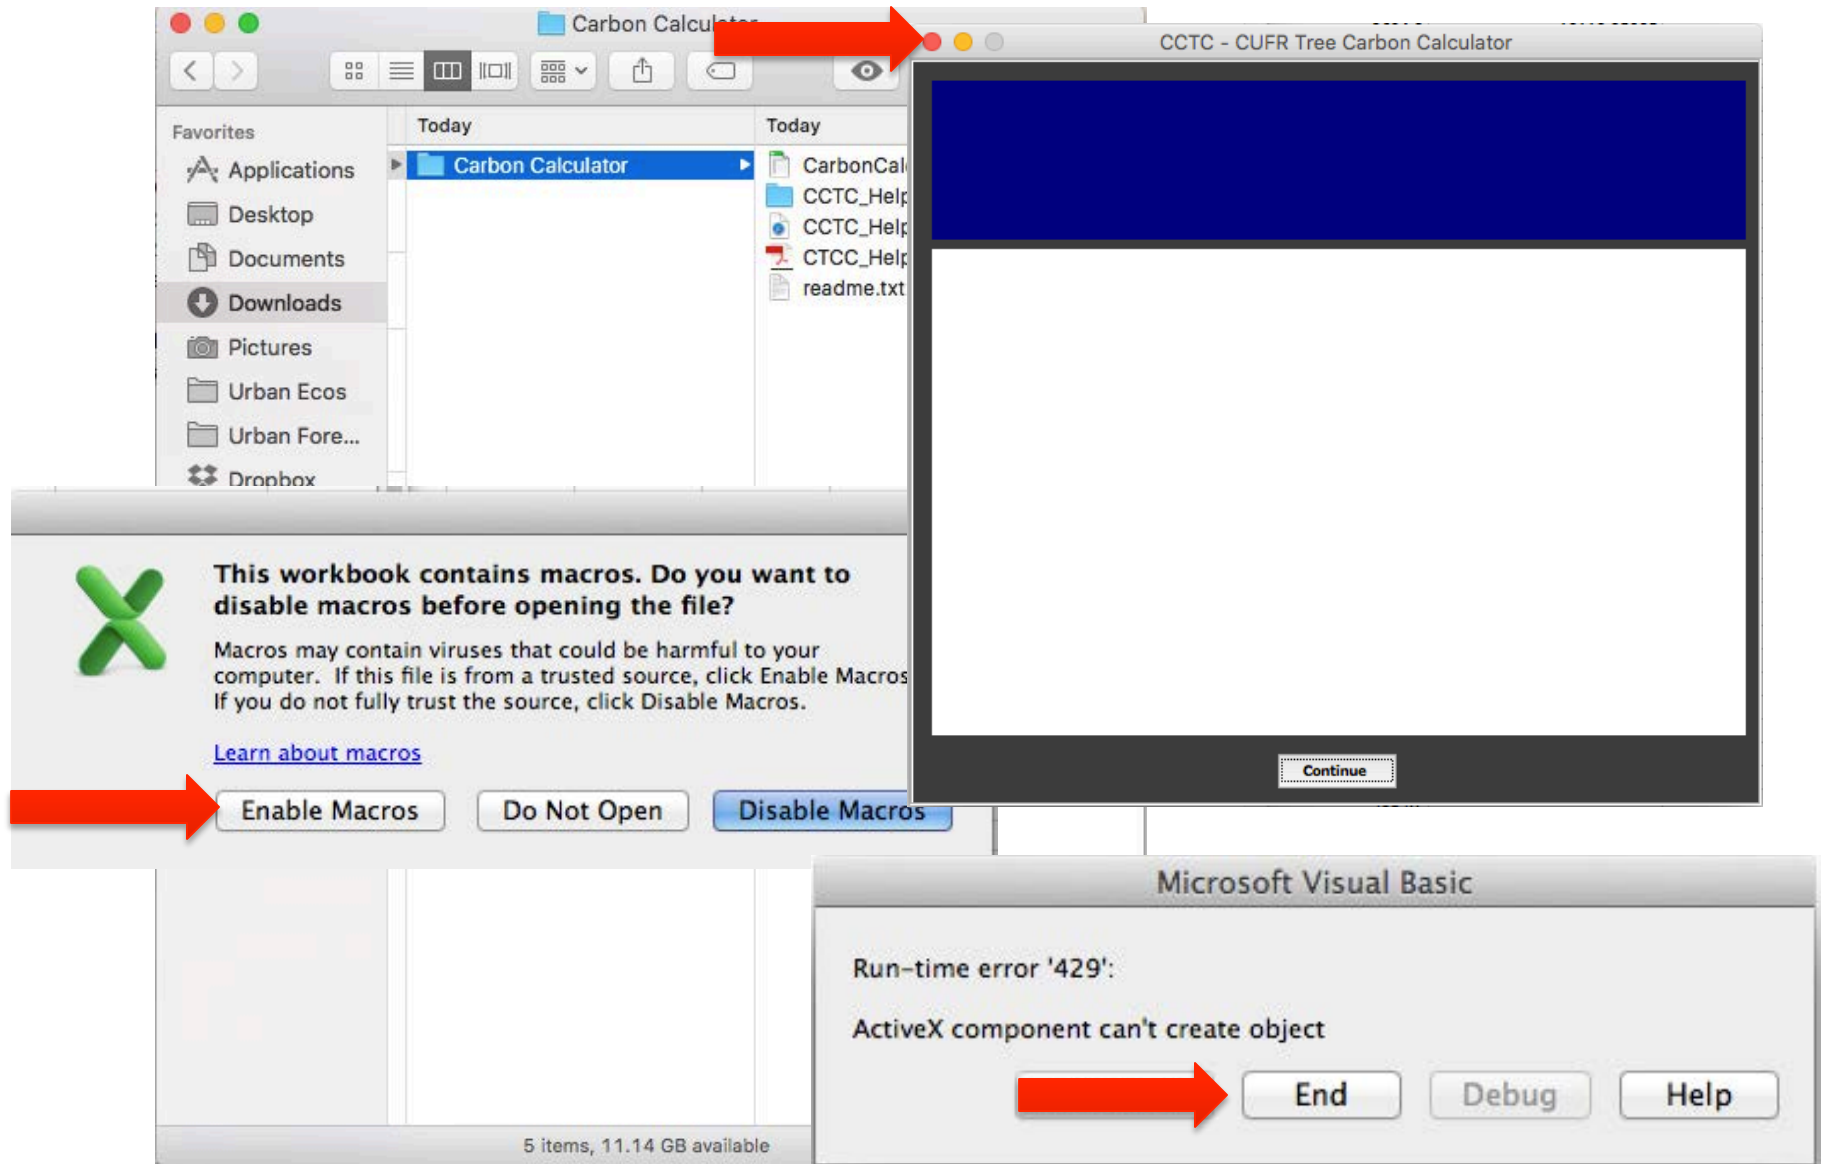 Carbon Calculator
CCTC - CUFR Tree Carbon Calculator
Favorites
Today
Today
Applications
Carbon Calculator
CarbonCal
Desktop
CCTC_Help
CCTC_Help
Documents
CTCC_Help
Downloads
readme.txt
Pictures
Urban Ecos
Urban Fore...
Dropbox
This workbook contains macros. Do you want to
disable macros before opening the file?
Macros may contain viruses that could be harmful to your
computer. If this file is from a trusted source, click Enable Macros
If you do not fully trust the source, click Disable Macros.
Learn about macros
Enable Macros
Do Not Open
Disable Macros
Continue
Microsoft Visual Basic
Run-time error '429':
ActiveX component can't create object
End
Debug
Help
5 items, 11.14 GB available